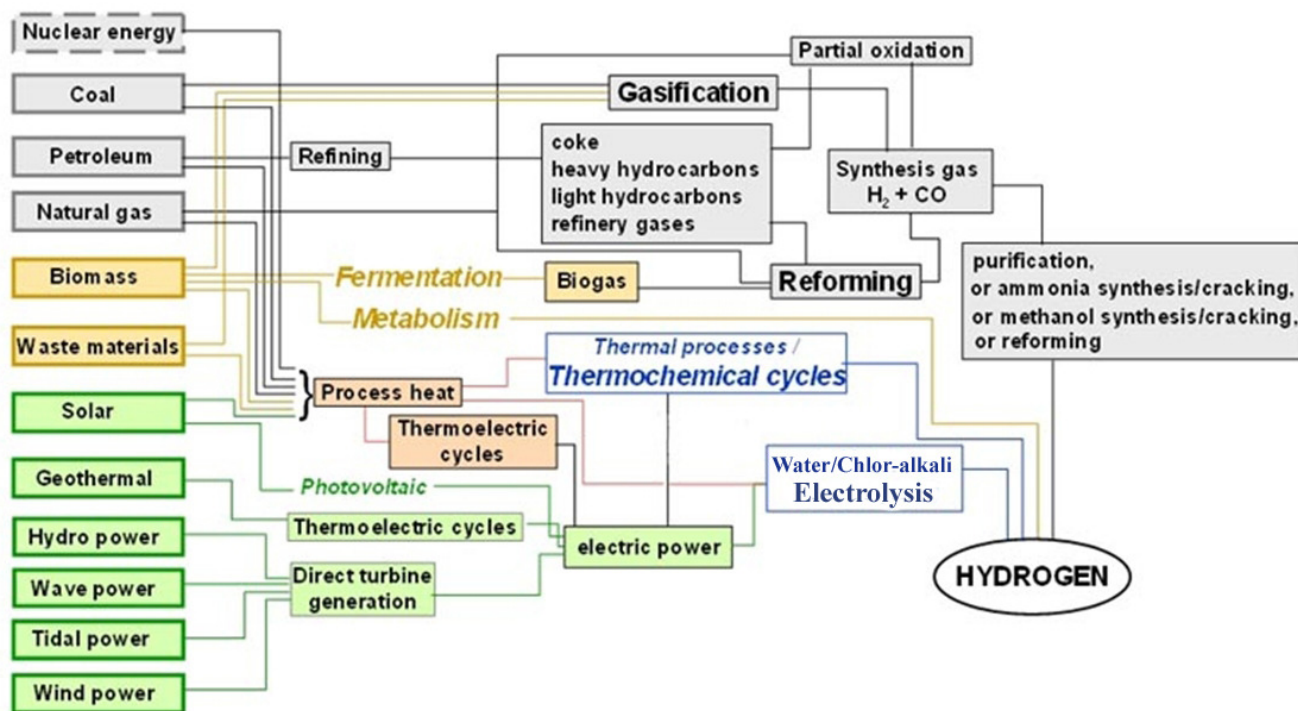 Nuclear energy
Coal
Petroleum
Natural gas
Biomass
Waste materials
Solar
Geothermal
Hydro power
Wave power
Tidal power
Wind power
Refining
Gasification
Partial oxidation
coke
heavy hydrocarbons
light hydrocarbons
refinery gases
Synthesis gas
H₂ + CO
Fermentation
Biogas
Reforming
Metabolism
purification,
or ammonia synthesis/cracking,
or methanol synthesis/cracking,
or reforming
Thermal processes /
Thermochemical cycles
Process heat
Thermoelectric
cycles
Photovoltaic
Thermoelectric cycles
Direct turbine
generation
electric power
Water/Chlor-alkali
Electrolysis
HYDROGEN